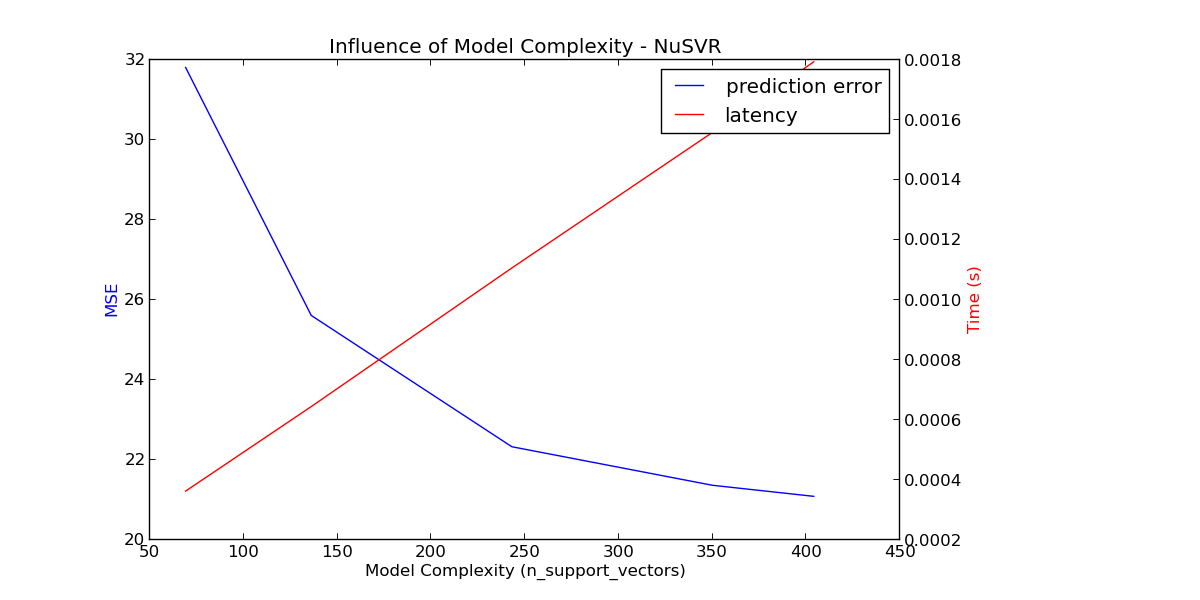 Influence of Model Complexity - NuSVR
prediction error
latency
MSE
32
30
28
26
24
22
20
0.0018
0.0016
0.0014
0.0012
0.0010
0.0008
0.0006
0.0004
0.0002
Time (s)
50 100 150 200 250 300 350 400 450
Model Complexity (n_support_vectors)